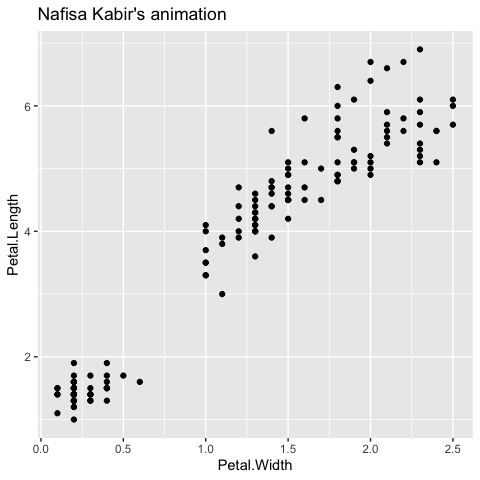 Nafisa Kabir's animation
Petal.Length
6
4
2
0.0 0.5 1.0 1.5 2.0 2.5
Petal.Width